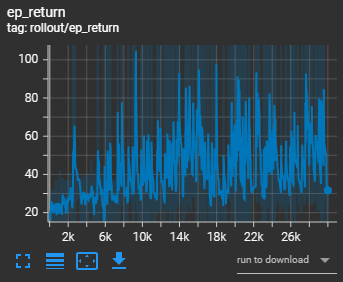 ep_return
tag: rollout/ep_return
100
80
60
40
20
2k 6k 10k 14k 18k 22k 26k
run to download